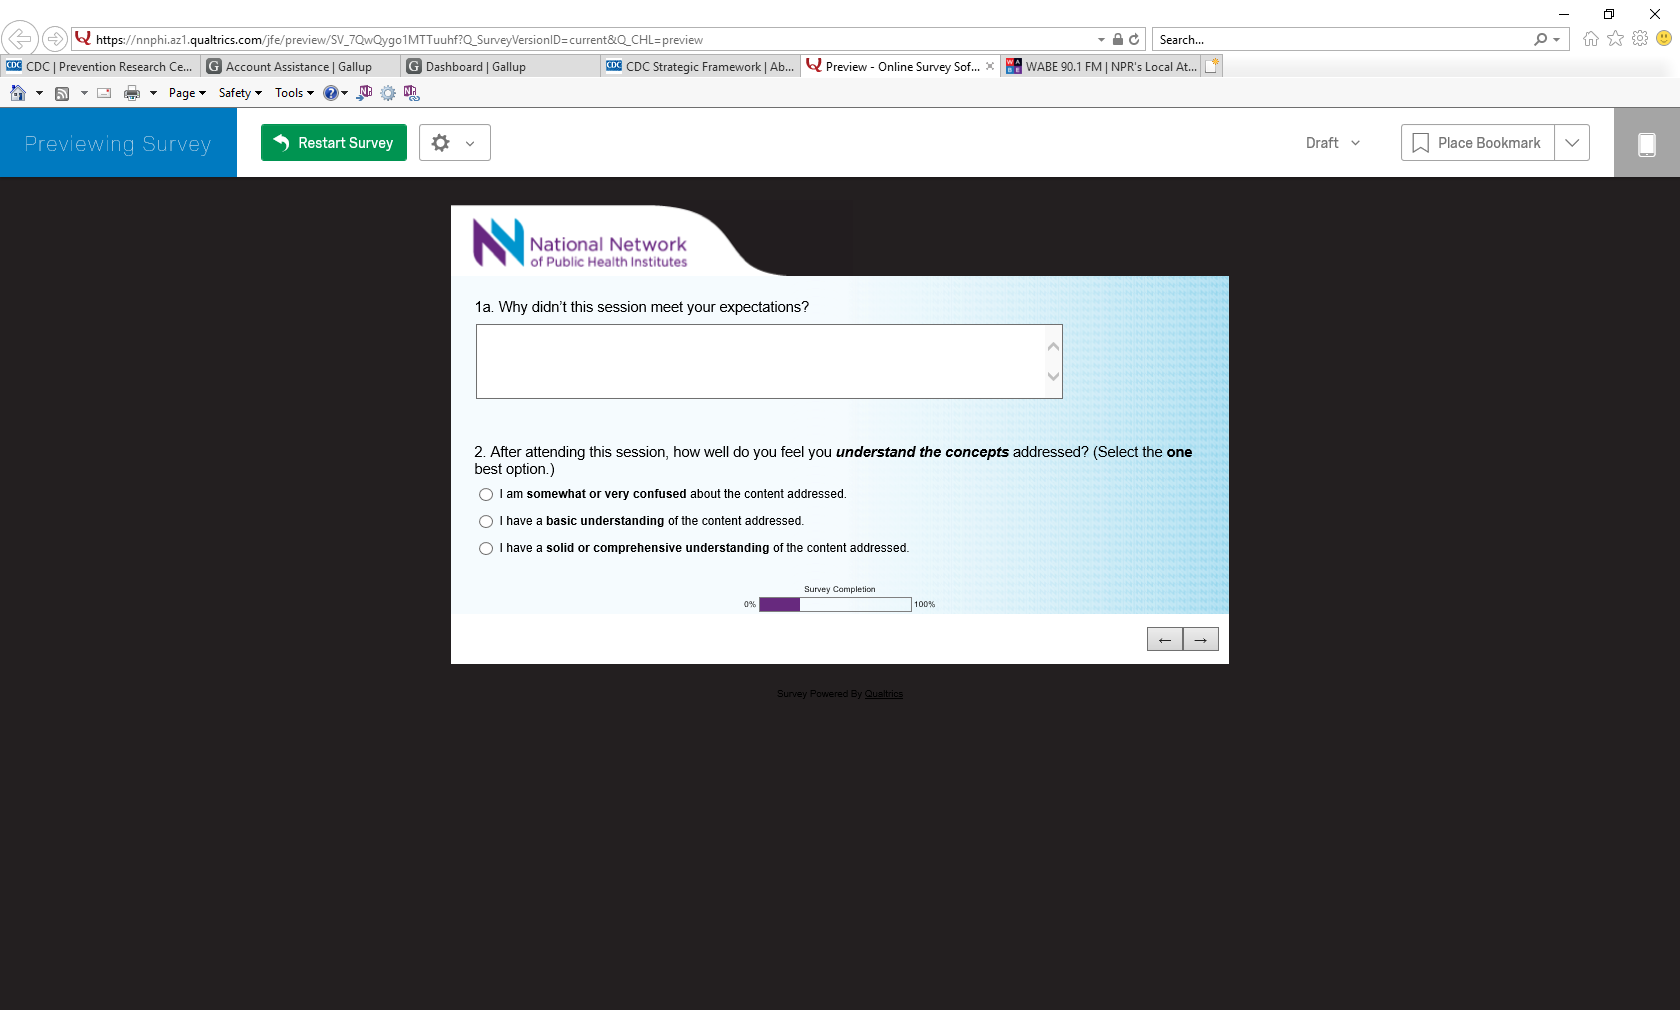 https://nnphi.az1.qualtrics.com/jfe/preview/SV_7QwQygo1MTTuuhf?Q_SurveyVersionID=current&Q_CHL=preview
Search...
CDC | Prevention Research Ce...
Account Assistance | Gallup
Dashboard | Gallup
CDC Strategic Framework | Ab...
Preview - Online Survey Sof...
WABE 90.1 FM | NPR's Local At...
Page Safety Tools
Previewing Survey
Restart Survey
Draft
Place Bookmark
National Network
of Public Health Institutes
1a. Why didn't this session meet your expectations?
2. After attending this session, how well do you feel you understand the concepts addressed? (Select the one
best option.)
I am somewhat or very confused about the content addressed.
I have a basic understanding of the content addressed.
I have a solid or comprehensive understanding of the content addressed.
Survey Completion
0% 100%
← →
Survey Powered By Qualtrics